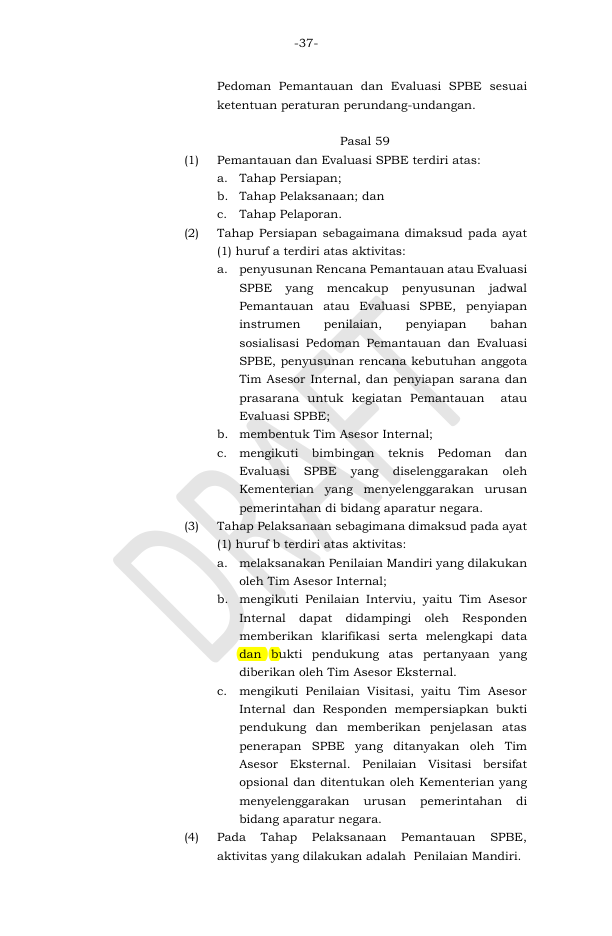 -37-
Pedoman Pemantauan dan Evaluasi SPBE sesuai
ketentuan peraturan perundang-undangan.
Pasal 59
(1) Pemantauan dan Evaluasi SPBE terdiri atas:
a. Tahap Persiapan;
b. Tahap Pelaksanaan; dan
c. Tahap Pelaporan.
(2) Tahap Persiapan sebagaimana dimaksud pada ayat
(1) huruf a terdiri atas aktivitas:
a. penyusunan Rencana Pemantauan atau Evaluasi
SPBE yang mencakup penyusunan jadwal
Pemantauan atau Evaluasi SPBE, penyiapan
instrumen penilaian, penyiapan bahan
sosialisasi Pedoman Pemantauan dan Evaluasi
SPBE, penyusunan rencana kebutuhan anggota
Tim Asesor Internal, dan penyiapan sarana dan
prasarana untuk kegiatan Pemantauan atau
Evaluasi SPBE;
b. membentuk Tim Asesor Internal;
c. mengikuti bimbingan teknis Pedoman dan
Evaluasi SPBE yang diselenggarakan oleh
Kementerian yang menyelenggarakan urusan
pemerintahan di bidang aparatur negara.
(3) Tahap Pelaksanaan sebagimana dimaksud pada ayat
(1) huruf b terdiri atas aktivitas:
a. melaksanakan Penilaian Mandiri yang dilakukan
oleh Tim Asesor Internal;
b. mengikuti Penilaian Interviu, yaitu Tim Asesor
Internal dapat didampingi oleh Responden
memberikan klarifikasi serta melengkapi data
dan bukti pendukung atas pertanyaan yang
diberikan oleh Tim Asesor Eksternal.
c. mengikuti Penilaian Visitasi, yaitu Tim Asesor
Internal dan Responden mempersiapkan bukti
pendukung dan memberikan penjelasan atas
penerapan SPBE yang ditanyakan oleh Tim
Asesor Eksternal. Penilaian Visitasi bersifat
opsional dan ditentukan oleh Kementerian yang
menyelenggarakan urusan pemerintahan di
bidang aparatur negara.
(4) Pada Tahap Pelaksanaan Pemantauan SPBE,
aktivitas yang dilakukan adalah Penilaian Mandiri.
DRAFT